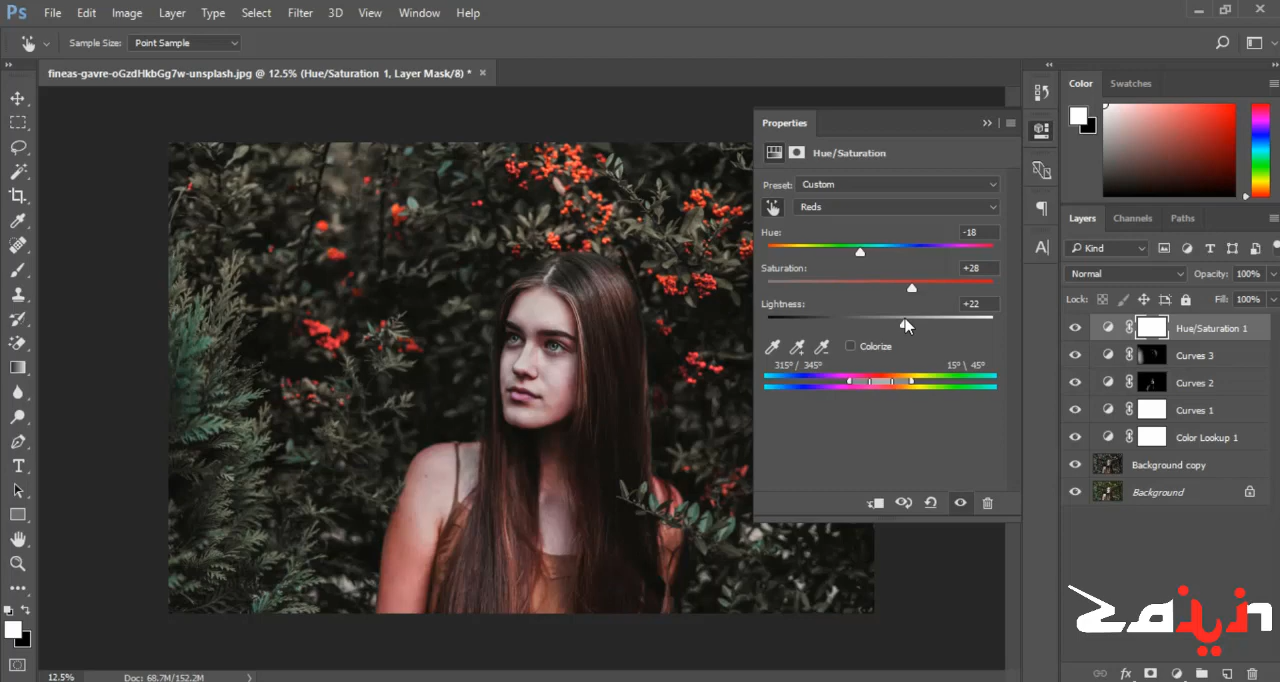 Ps File Edit Image Layer Type Select Filter 3D View Window Help
Sample Size: Point Sample
fineas-gavre-oGzdHkbGg7w-unsplash.jpg @ 12.5% (Hue/Saturation 1, Layer Mask/8) *
Properties
Hue/Saturation
Preset: Custom
Reds
Hue: -18
Saturation: +28
Lightness: +22
Colorize
315° / 345° 15° \ 45°
Color Swatches
Layers Channels Paths
Kind
Normal Opacity: 100%
Lock: Fill: 100%
Hue/Saturation 1
Curves 3
Curves 2
Curves 1
Color Lookup 1
Background copy
Background
12.5% Doc: 68.7M/152.2M